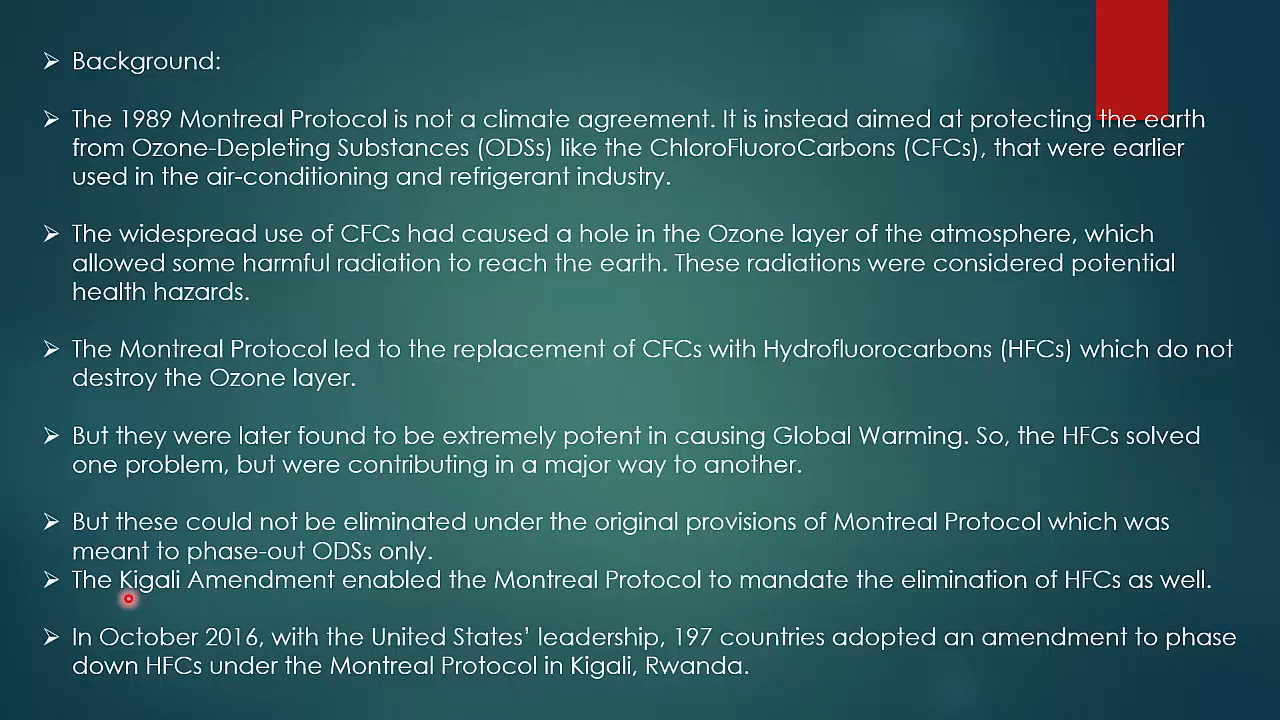 ➢ Background:
➢ The 1989 Montreal Protocol is not a climate agreement. It is instead aimed at protecting the earth
from Ozone-Depleting Substances (ODSs) like the ChloroFluoroCarbons (CFCs), that were earlier
used in the air-conditioning and refrigerant industry.
➢ The widespread use of CFCs had caused a hole in the Ozone layer of the atmosphere, which
allowed some harmful radiation to reach the earth. These radiations were considered potential
health hazards.
➢ The Montreal Protocol led to the replacement of CFCs with Hydrofluorocarbons (HFCs) which do not
destroy the Ozone layer.
➢ But they were later found to be extremely potent in causing Global Warming. So, the HFCs solved
one problem, but were contributing in a major way to another.
➢ But these could not be eliminated under the original provisions of Montreal Protocol which was
meant to phase-out ODSs only.
➢ The Kigali Amendment enabled the Montreal Protocol to mandate the elimination of HFCs as well.
➢ In October 2016, with the United States’ leadership, 197 countries adopted an amendment to phase
down HFCs under the Montreal Protocol in Kigali, Rwanda.